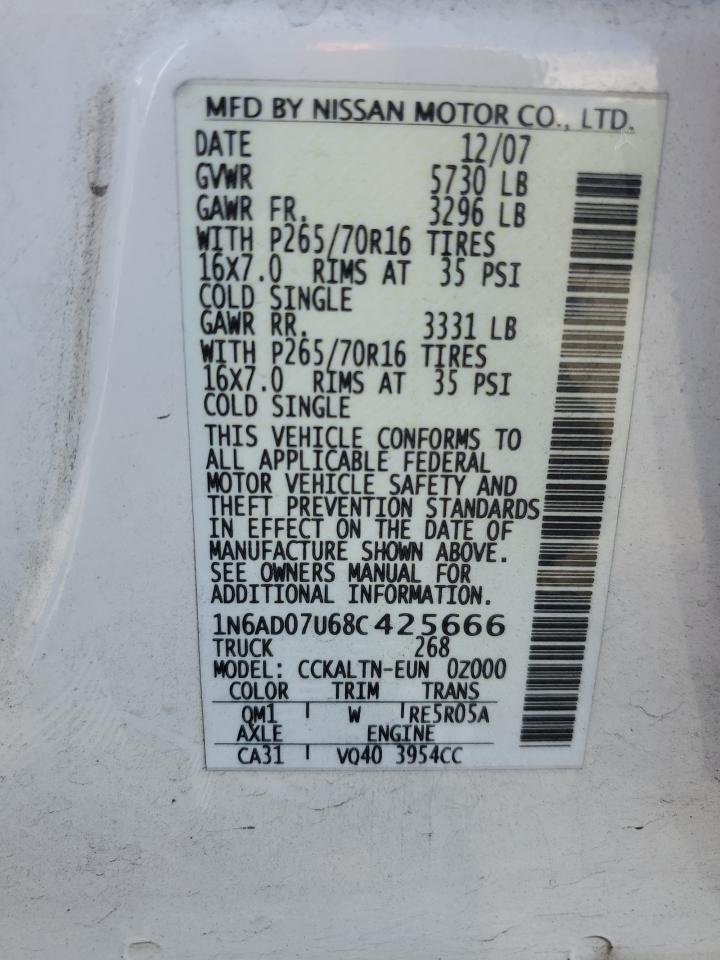 MFD BY NISSAN MOTOR CO., LTD.
DATE 12/07
GVWR 5730 LB
GAWR FR. 3296 LB
WITH P265/70R16 TIRES
16X7.0 RIMS AT 35 PSI
COLD SINGLE
GAWR RR. 3331 LB
WITH P265/70R16 TIRES
16X7.0 RIMS AT 35 PSI
COLD SINGLE
THIS VEHICLE CONFORMS TO
ALL APPLICABLE FEDERAL
MOTOR VEHICLE SAFETY AND
THEFT PREVENTION STANDARDS
IN EFFECT ON THE DATE OF
MANUFACTURE SHOWN ABOVE.
SEE OWNERS MANUAL FOR
ADDITIONAL INFORMATION.
1N6AD07U68C425666
TRUCK 268
MODEL: CCKALTN-EUN 0Z000
COLOR TRIM TRANS
QM1 W RE5R05A
AXLE ENGINE
CA31 VQ40 3954CC